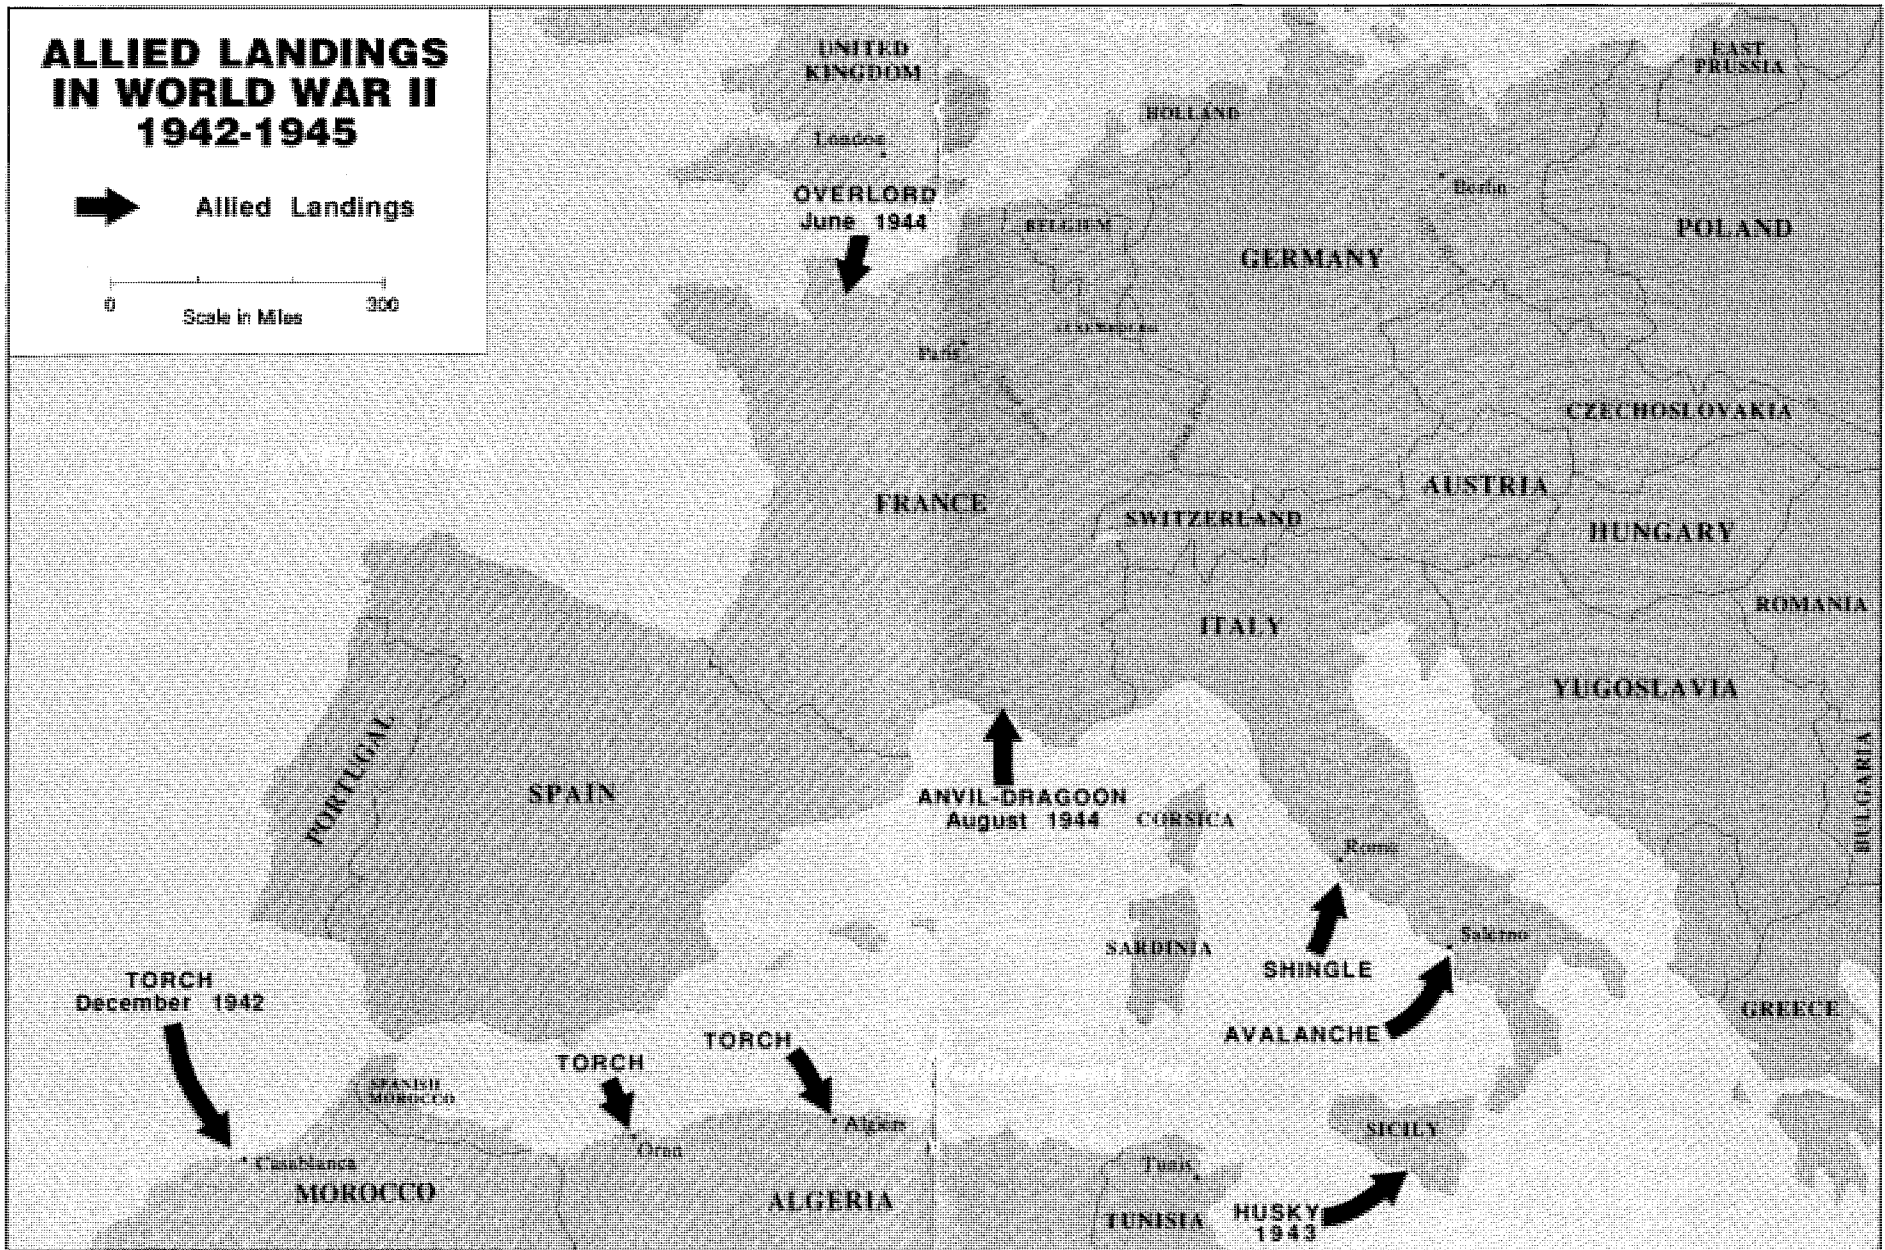 ALLIED LANDINGS
IN WORLD WAR II
1942-1945
Allied Landings
0
300
Scale in Miles
UNITED
KINGDOM
London
OVERLORD
June 1944
HOLLAND
EAST
PRUSSIA
Berlin
BELGIUM
GERMANY
POLAND
LUXEMBOURG
Paris
CZECHOSLOVAKIA
FRANCE
SWITZERLAND
AUSTRIA
HUNGARY
ROMANIA
ITALY
YUGOSLAVIA
PORTUGAL
SPAIN
BULGARIA
ANVIL-DRAGOON
August 1944
CORSICA
Rome
SARDINIA
SHINGLE
Salerno
AVALANCHE
GREECE
TORCH
December 1942
TORCH
TORCH
SPANISH
MOROCCO
Casablanca
MOROCCO
Oran
Algiers
ALGERIA
Tunis
TUNISIA
SICILY
HUSKY
1943